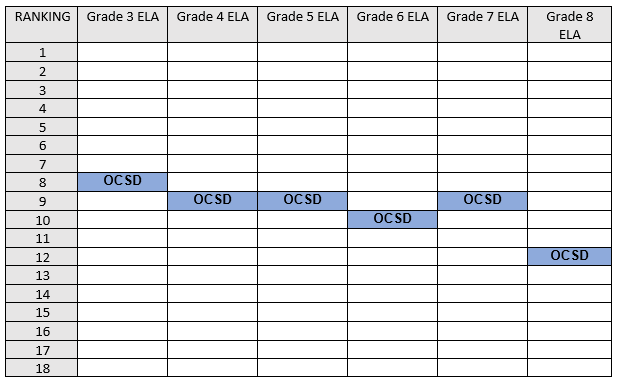 RANKING Grade 3 ELA Grade 4 ELA Grade 5 ELA Grade 6 ELA Grade 7 ELA Grade 8
ELA
1
2
3
4
5
6
7
8 OCSD
9 OCSD OCSD OCSD
10 OCSD
11
12 OCSD
13
14
15
16
17
18